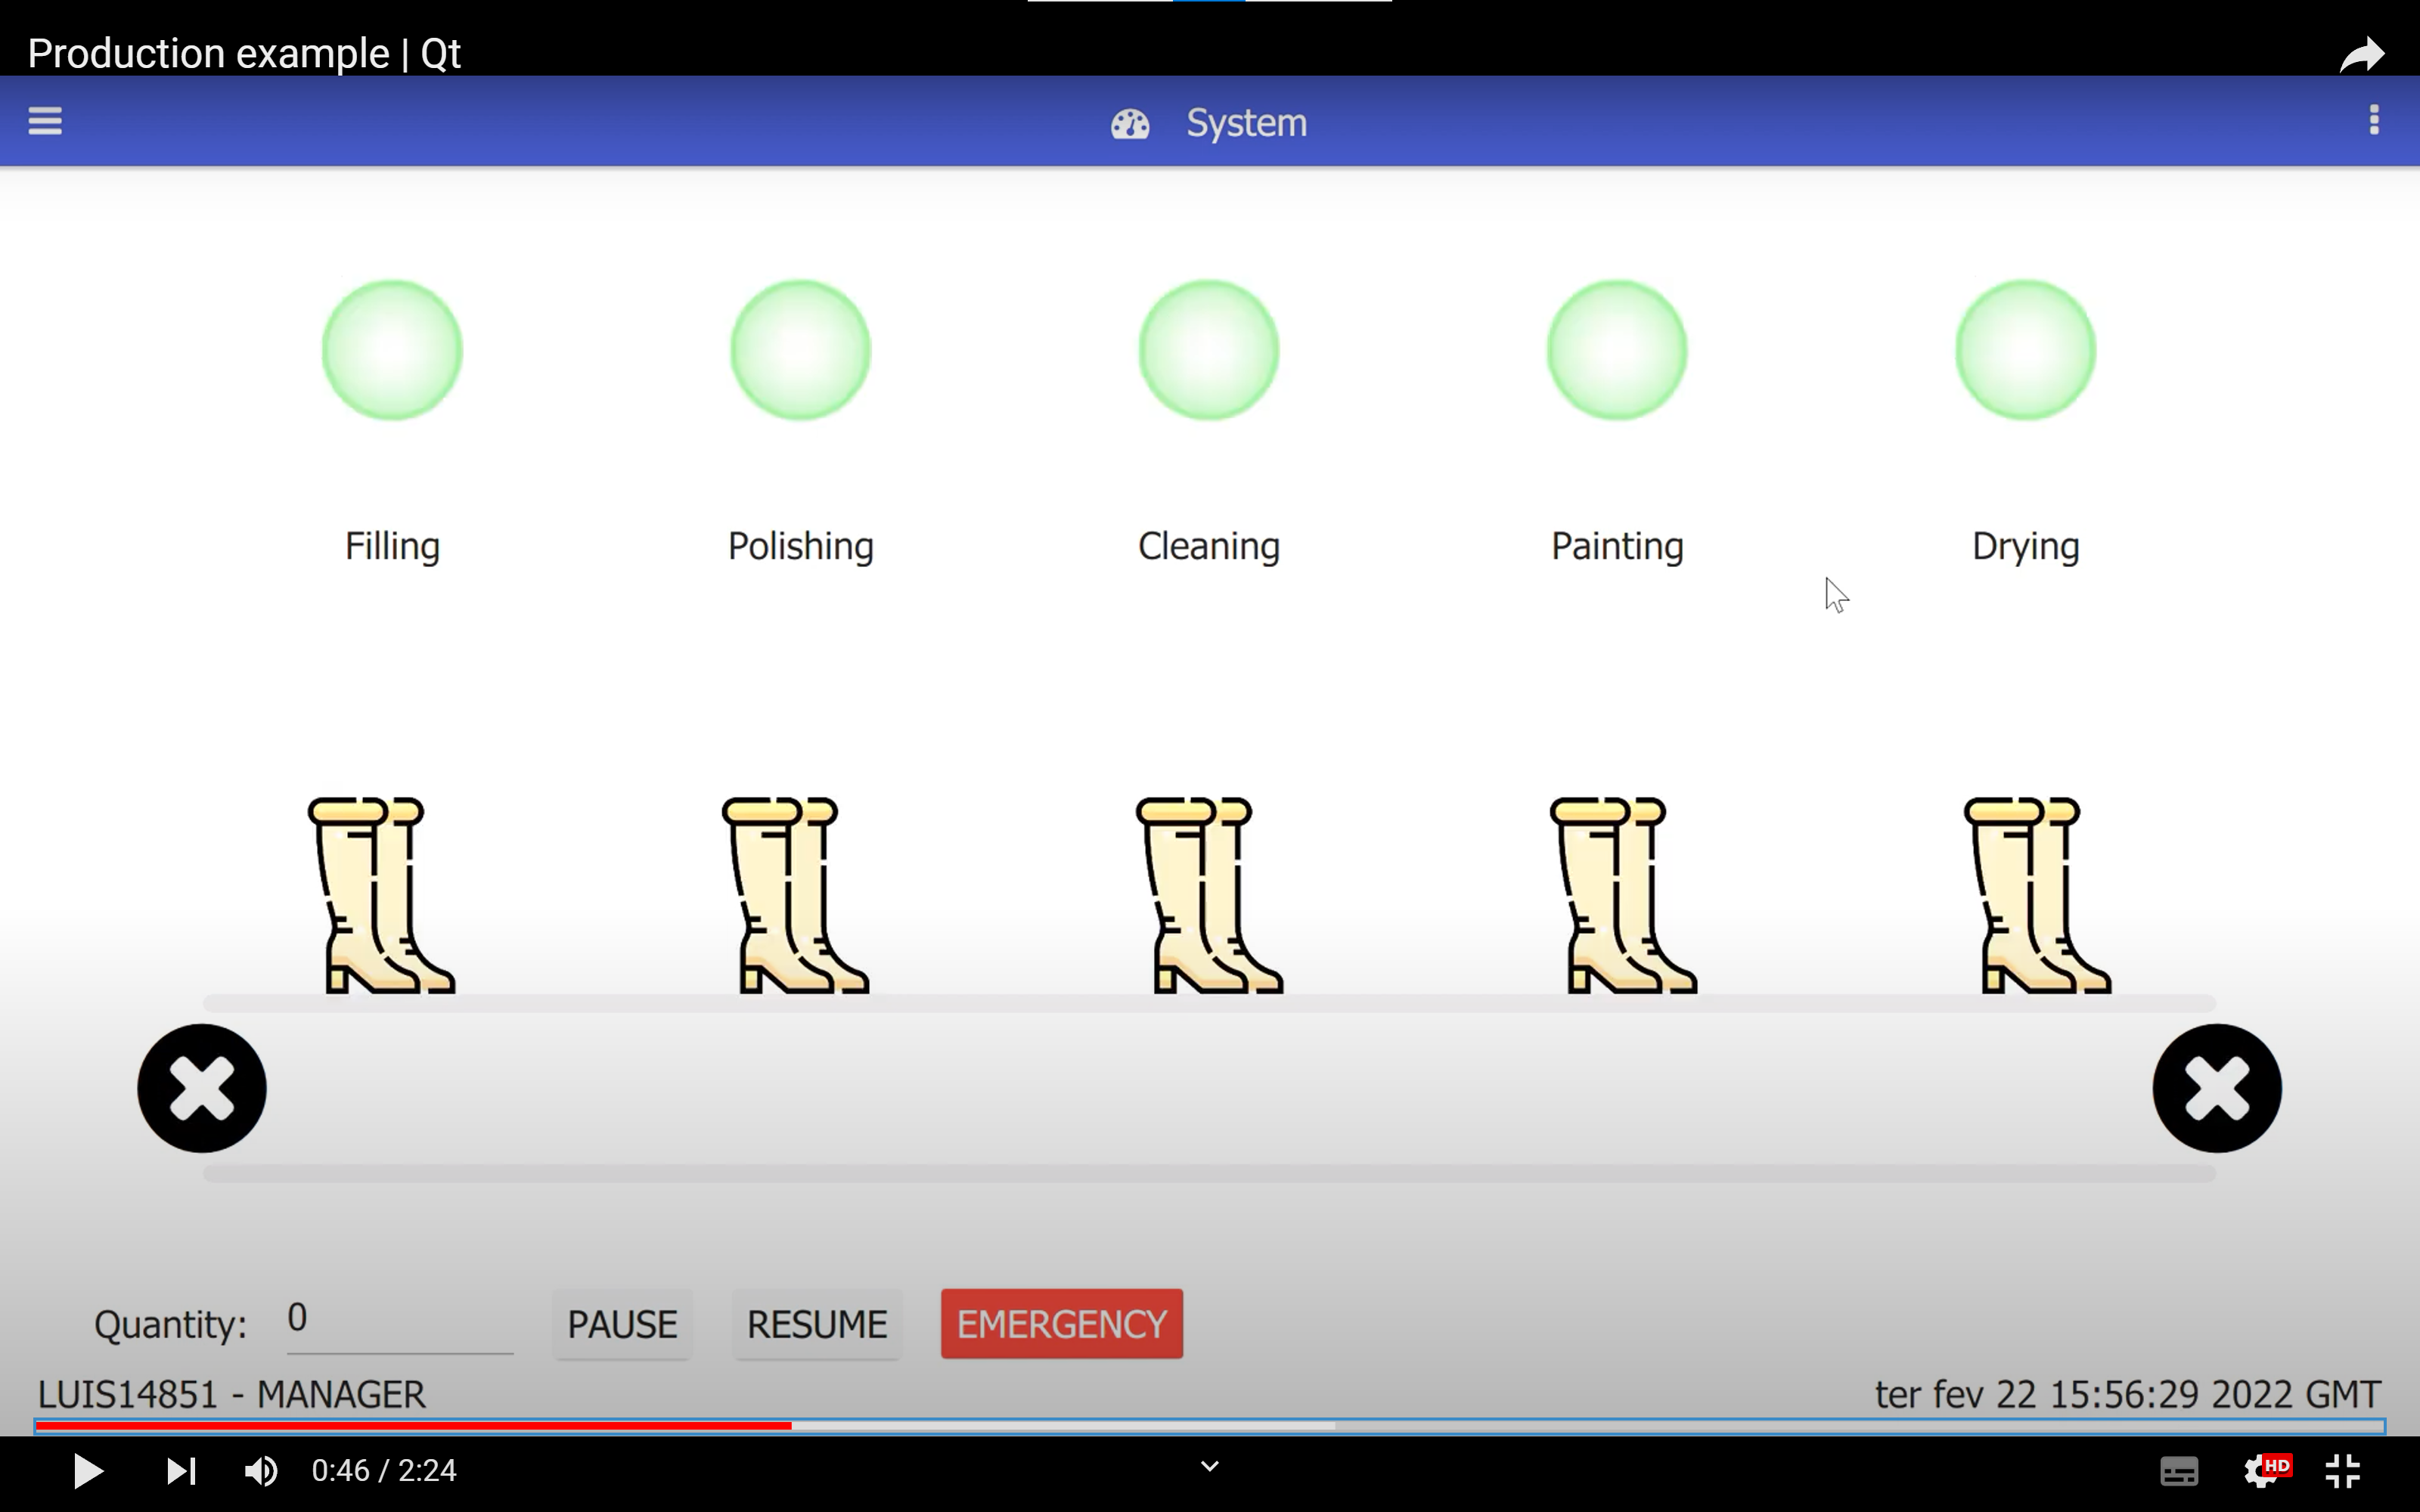 Production example | Qt
System
Filling
Polishing
Cleaning
Painting
Drying
Quantity: 0
PAUSE
RESUME
EMERGENCY
LUIS14851 - MANAGER
ter fev 22 15:56:29 2022 GMT
0:46 / 2:24
HD